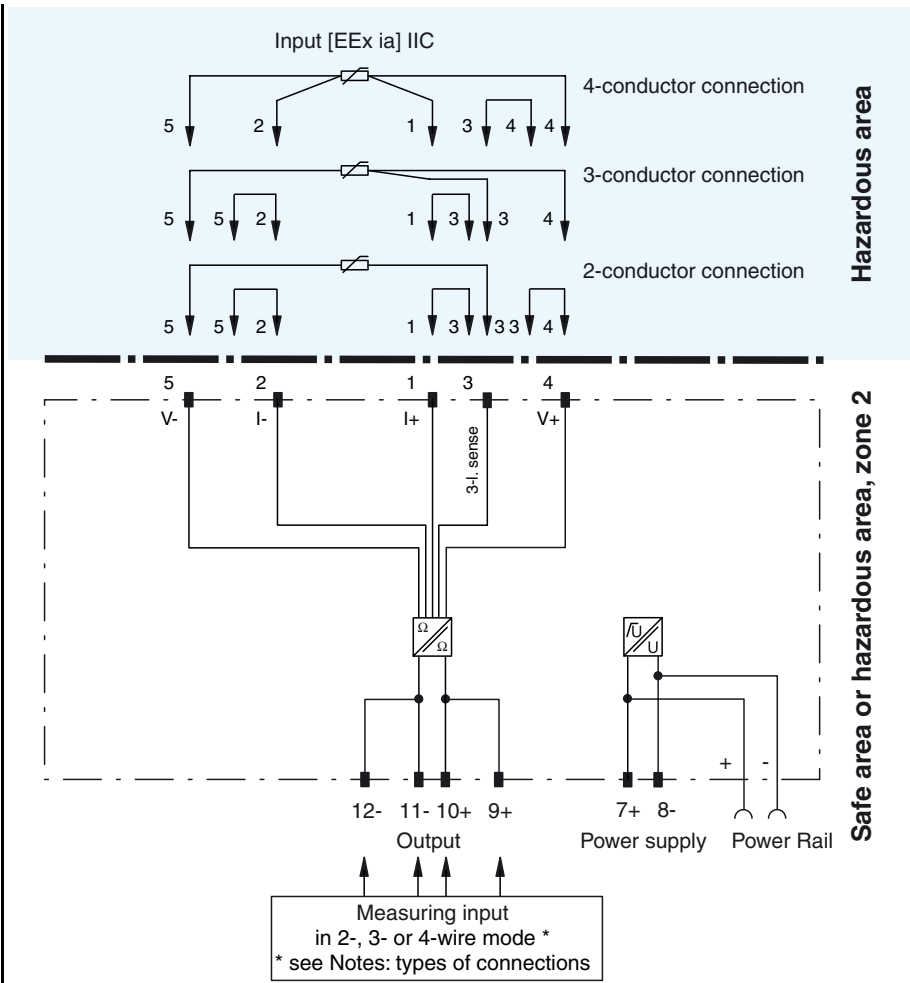 Input [EEx ia] IIC
4-conductor connection
5 2 1 3 4 4
3-conductor connection
5 5 2 1 3 3 4
2-conductor connection
5 5 2 1 3 3 3 4
Hazardous area
5 2 1 3 4
V- I- I+ 3-l. sense V+
Safe area or hazardous area, zone 2
Ω
Ω
U
U
+ -
12- 11- 10+ 9+ 7+ 8-
Output Power supply Power Rail
Measuring input
in 2-, 3- or 4-wire mode *
* see Notes: types of connections